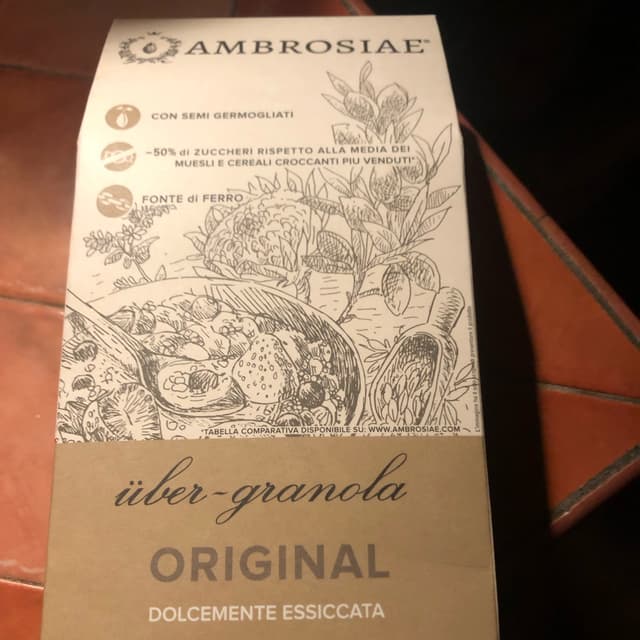 AMBROSIAE
CON SEMI GERMOGLIATI
-50% di ZUCCHERI RISPETTO ALLA MEDIA DEI
MUESLI E CEREALI CROCCANTI PIU VENDUTI*
FONTE di FERRO
*TABELLA COMPARATIVA DISPONIBILE SU: WWW.AMBROSIAE.COM
über-granola
ORIGINAL
DOLCEMENTE ESSICCATA